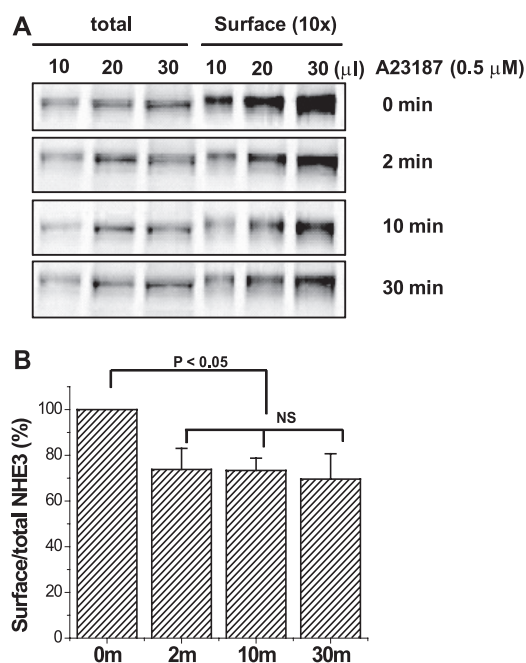 A
total Surface (10x)
10 20 30 (μl) 10 20 30 A23187 (0.5 μM)
0 min
2 min
10 min
30 min
B
P < 0.05
NS
Surface/total NHE3 (%)
100
80
60
40
20
0
0m 2m 10m 30m